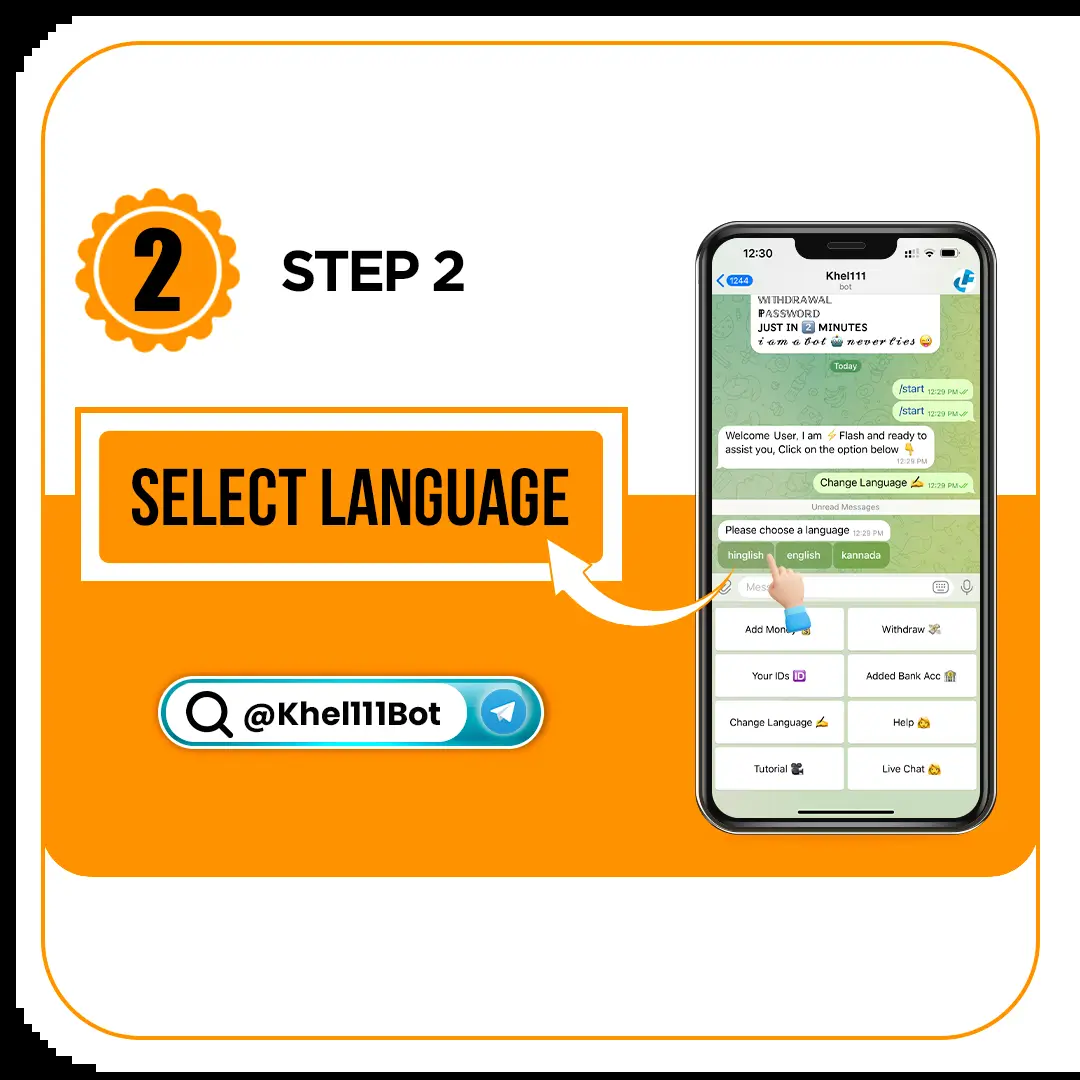 2
STEP 2
SELECT LANGUAGE
@Khel111Bot
12:30
1244
Khel111
bot
WITHDRAWAL
PASSWORD
JUST IN 2️⃣ MINUTES
i am a bot 🤖 never lies 😜
Today
/start 12:29 PM
/start 12:29 PM
Welcome User, I am ⚡Flash and ready to
assist you, Click on the option below 👇
12:29 PM
Change Language ✍️ 12:29 PM
Unread Messages
Please choose a language 12:29 PM
hinglish english kannada
Add Money 💰 Withdraw 💸
Your IDs 🆔 Added Bank Acc 🏦
Change Language ✍️ Help 🙋
Tutorial 🎥 Live Chat 🙋